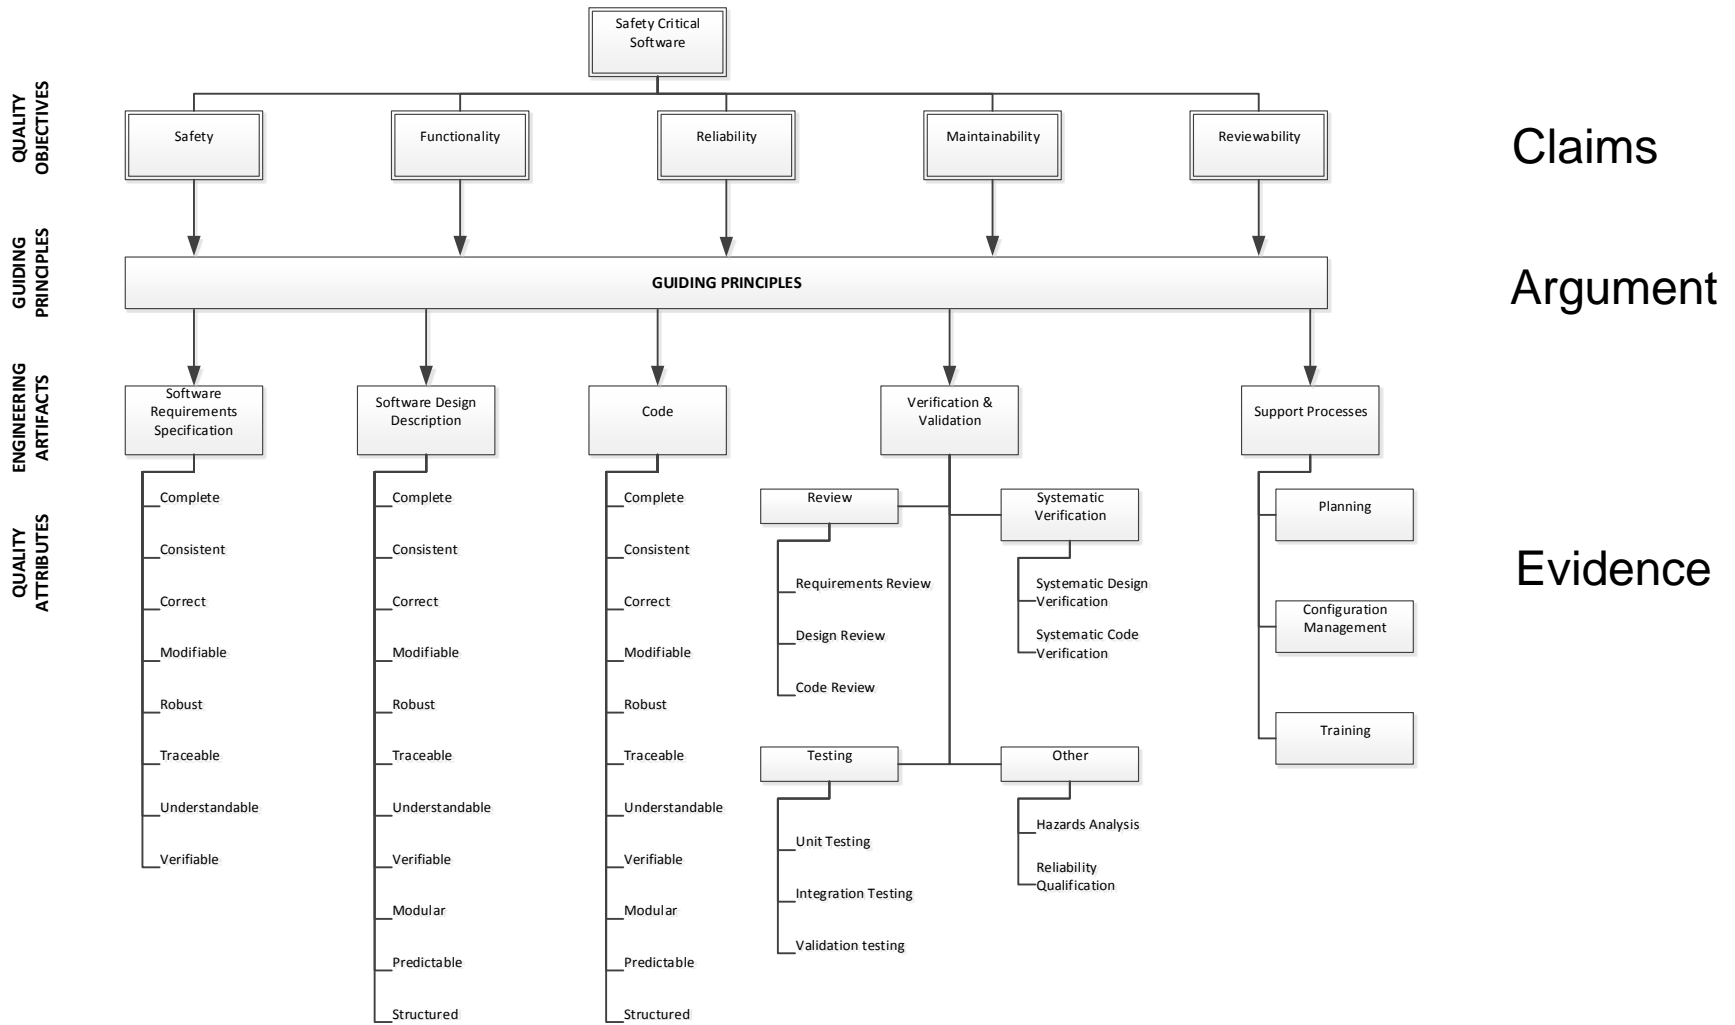 Safety Critical
Software
QUALITY
OBJECTIVES
Safety
Functionality
Reliability
Maintainability
Reviewability
Claims
GUIDING
PRINCIPLES
GUIDING PRINCIPLES
Argument
ENGINEERING
ARTIFACTS
Software
Requirements
Specification
Software Design
Description
Code
Verification &
Validation
Support Processes
QUALITY
ATTRIBUTES
Complete
Consistent
Correct
Modifiable
Robust
Traceable
Understandable
Verifiable
Complete
Consistent
Correct
Modifiable
Robust
Traceable
Understandable
Verifiable
Modular
Predictable
Structured
Complete
Consistent
Correct
Modifiable
Robust
Traceable
Understandable
Verifiable
Modular
Predictable
Structured
Review
Requirements Review
Design Review
Code Review
Systematic
Verification
Systematic Design
Verification
Systematic Code
Verification
Testing
Unit Testing
Integration Testing
Validation testing
Other
Hazards Analysis
Reliability
Qualification
Planning
Configuration
Management
Training
Evidence